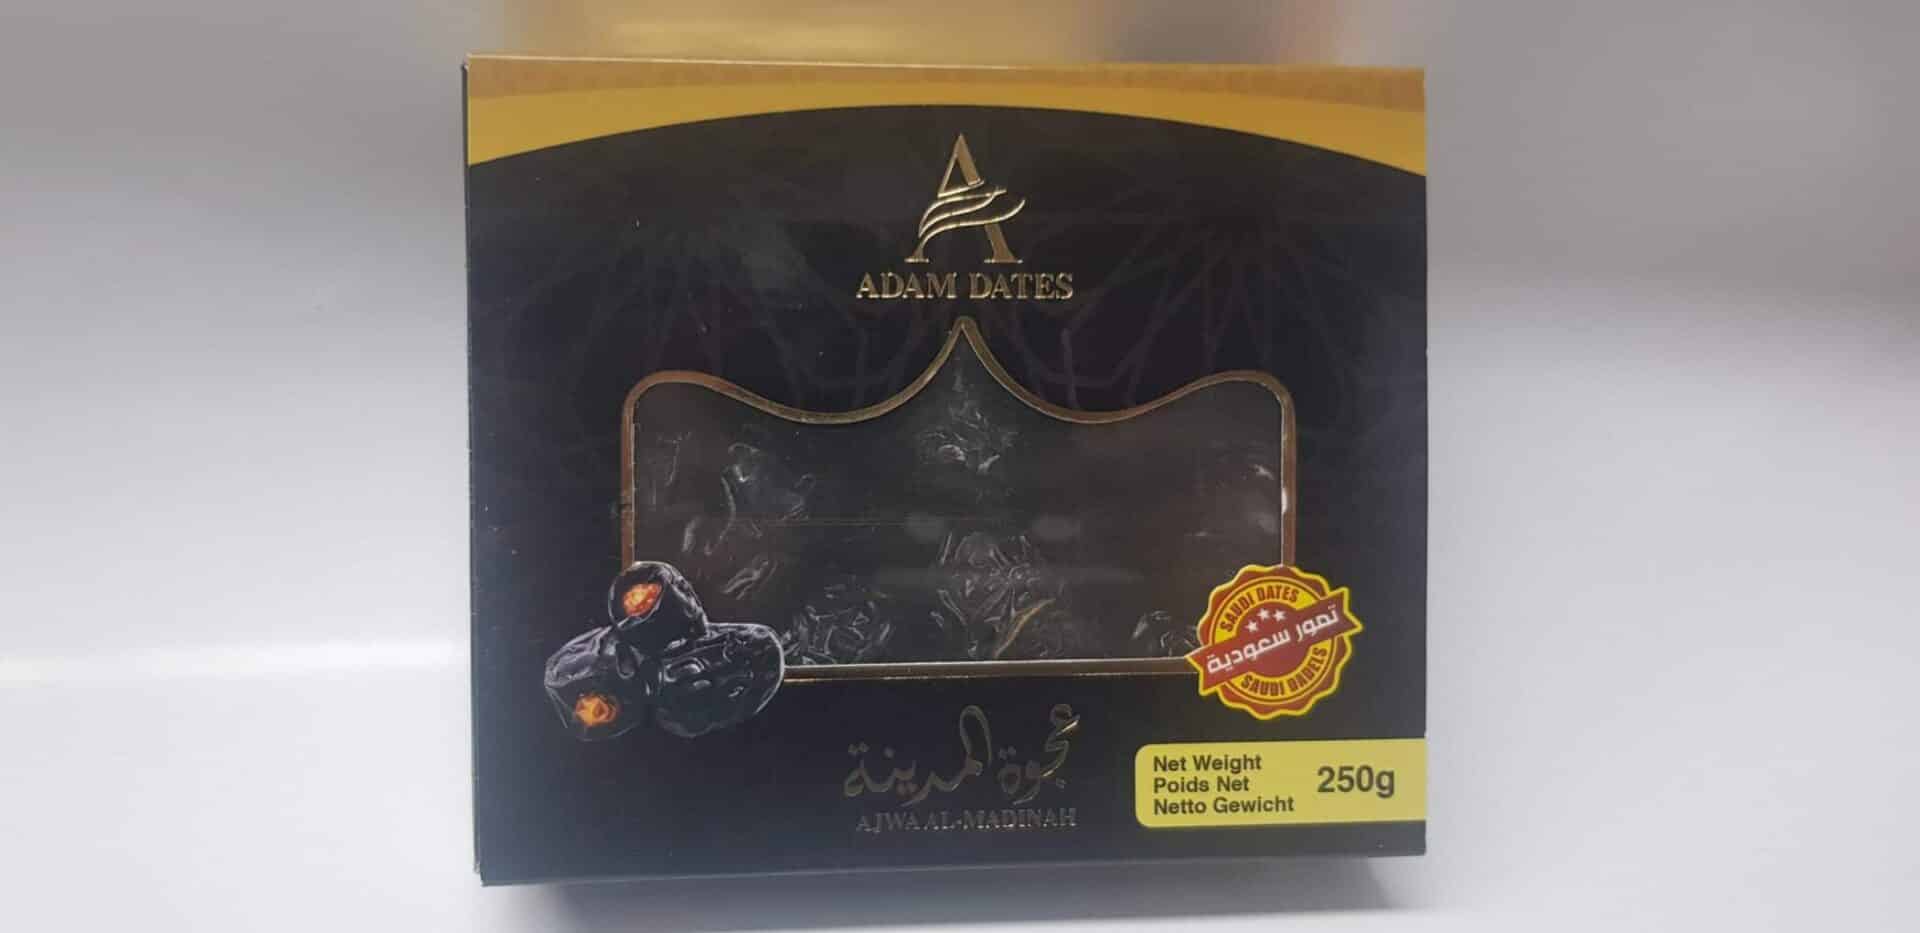 ADAM DATES
SAUDI DATES
تمور سعودية
SAUDI DADELS
عجوة المدينة
AJWA AL-MADINAH
Net Weight
Poids Net
Netto Gewicht
250g